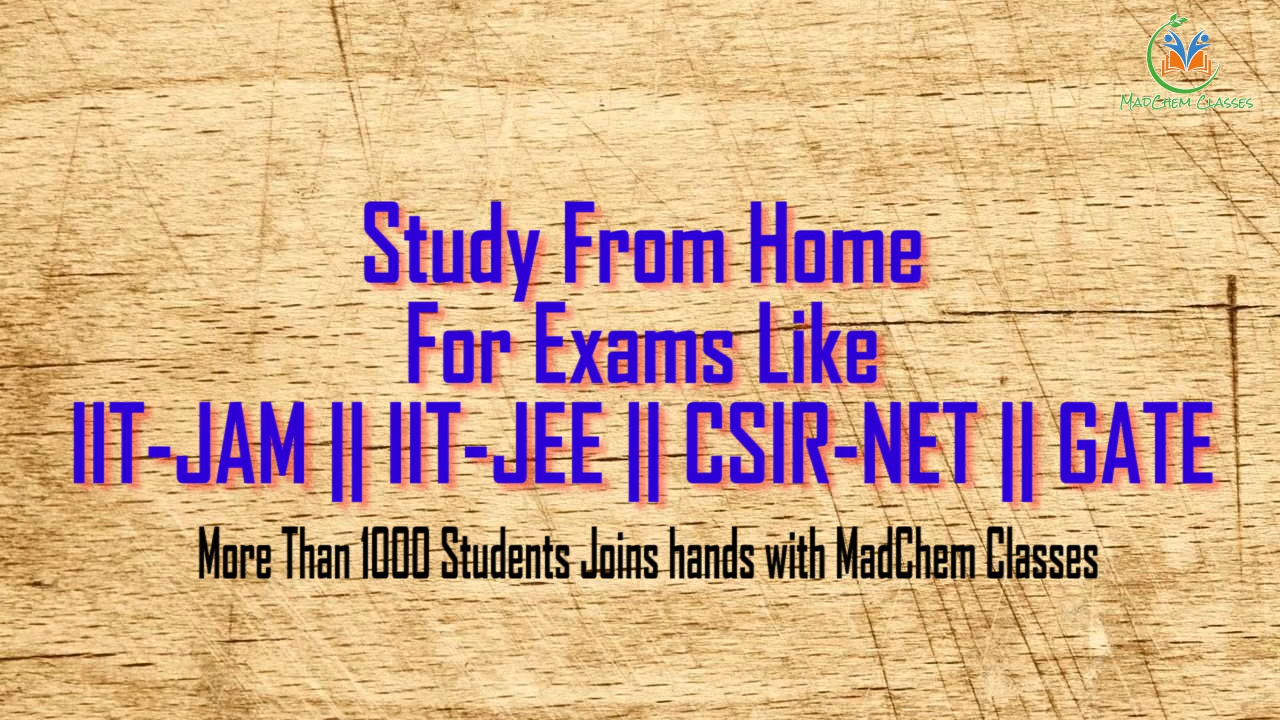 MadChem Classes
Study From Home
For Exams Like
IIT-JAM || IIT-JEE || CSIR-NET || GATE
More Than 1000 Students Joins hands with MadChem Classes